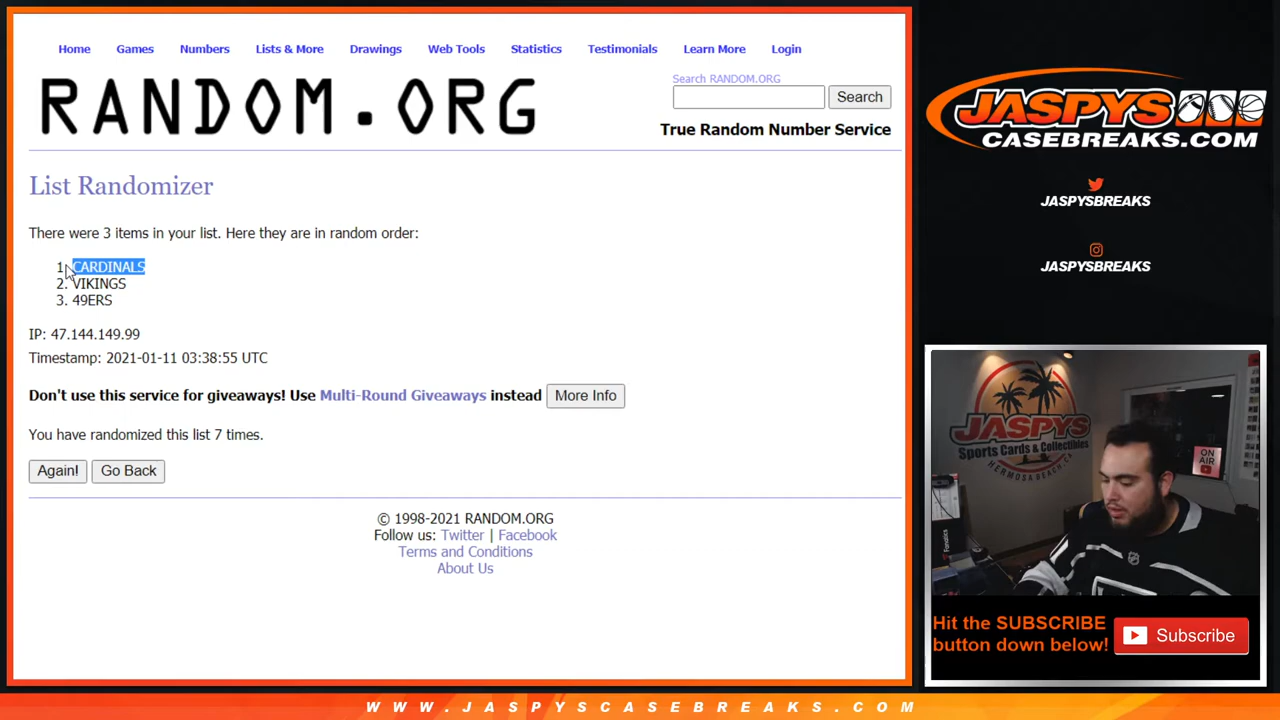 Home Games Numbers Lists & More Drawings Web Tools Statistics Testimonials Learn More Login
RANDOM.ORG
Search RANDOM.ORG
Search
True Random Number Service
List Randomizer
There were 3 items in your list. Here they are in random order:
1. CARDINALS
2. VIKINGS
3. 49ERS
IP: 47.144.149.99
Timestamp: 2021-01-11 03:38:55 UTC
Don't use this service for giveaways! Use Multi-Round Giveaways instead More Info
You have randomized this list 7 times.
Again! Go Back
© 1998-2021 RANDOM.ORG
Follow us: Twitter | Facebook
Terms and Conditions
About Us
JASPYS
CASEBREAKS.COM
JASPYSBREAKS
JASPYSBREAKS
JASPYS
Sports Cards & Collectibles
HERMOSA BEACH, CA
ON
AIR
Fanatics
Hit the SUBSCRIBE
button down below!
Subscribe
WWW.JASPYSCASEBREAKS.COM